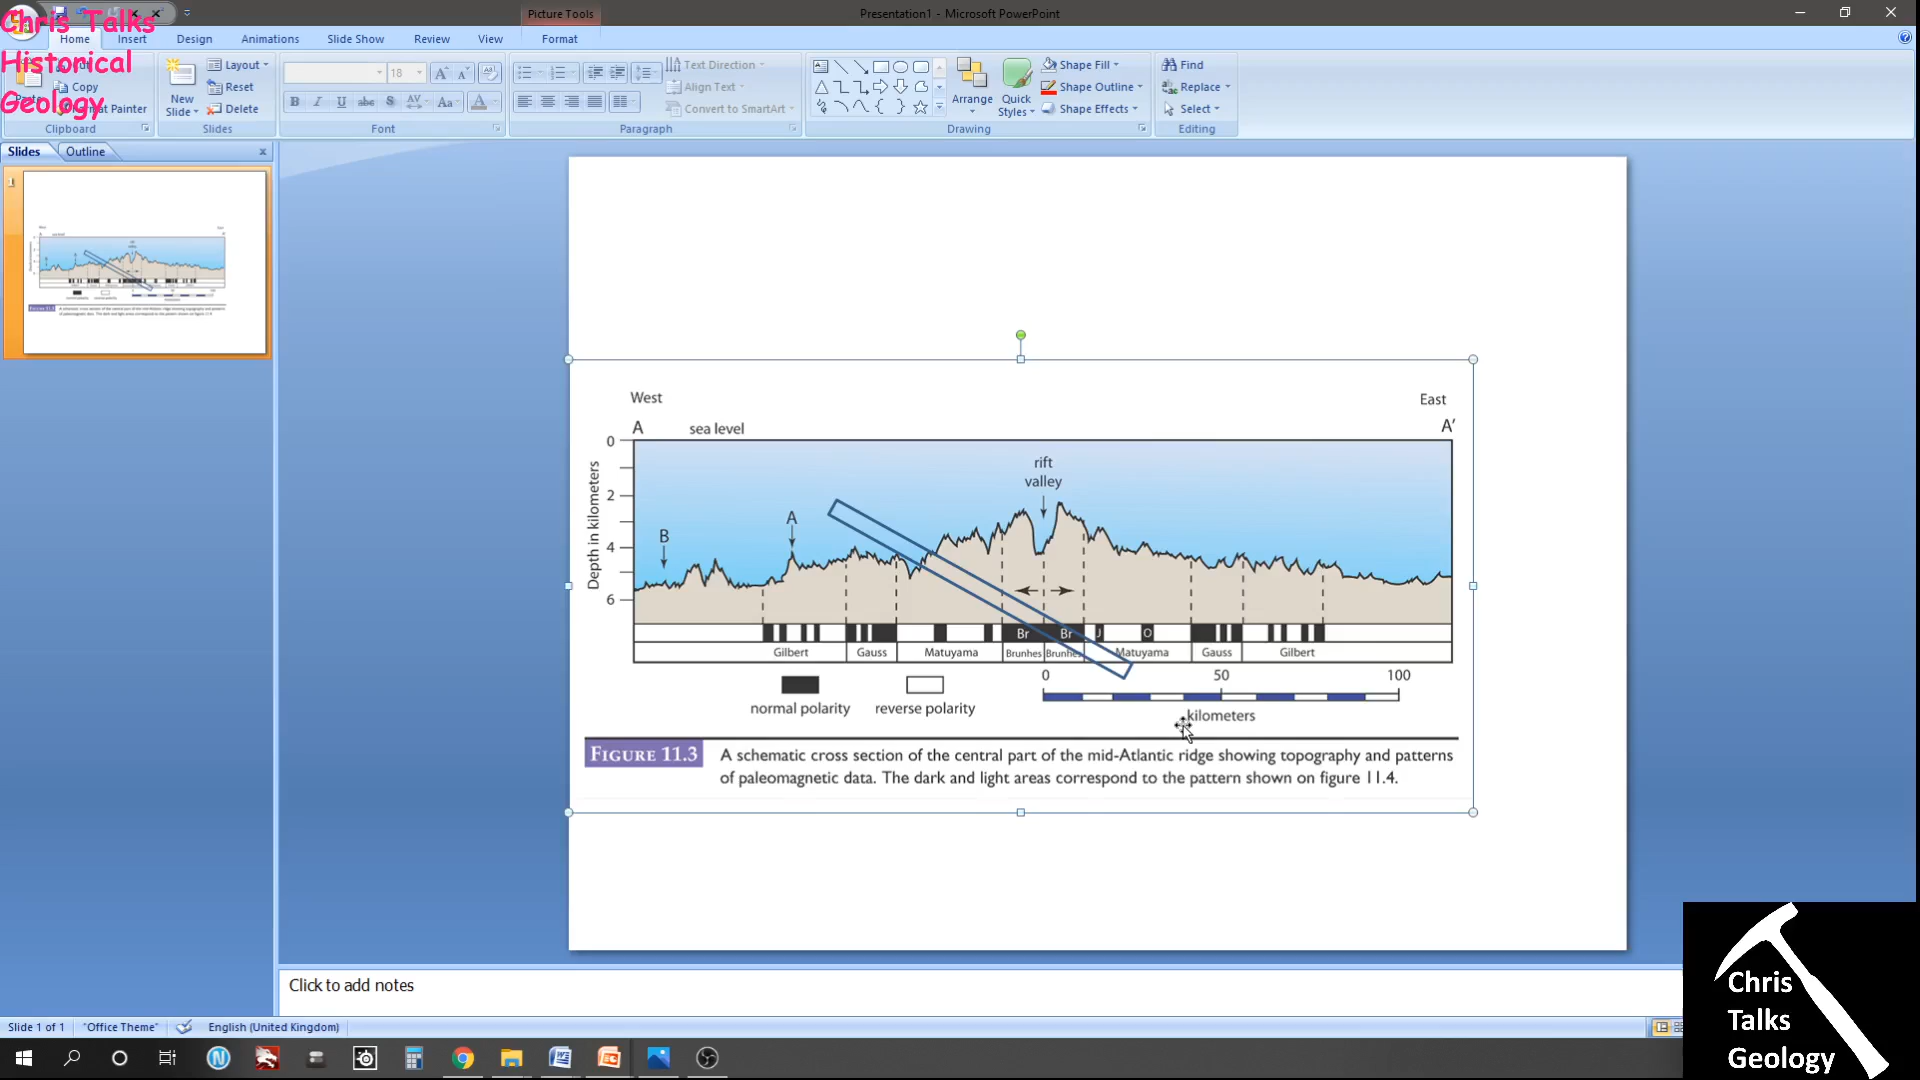 Chris Talks
Historical
Geology
Picture Tools
Presentation1 - Microsoft PowerPoint
Home
Insert
Design
Animations
Slide Show
Review
View
Format
Copy
Format Painter
Clipboard
New
Slide
Layout
Reset
Delete
Slides
18
Font
Text Direction
Align Text
Convert to SmartArt
Paragraph
Arrange
Quick
Styles
Shape Fill
Shape Outline
Shape Effects
Drawing
Find
Replace
Select
Editing
Slides
Outline
1
West
East
A
sea level
A'
Depth in kilometers
0
2
4
6
B
A
rift
valley
Br
Br
J
O
Gilbert
Gauss
Matuyama
Brunhes
Brunhes
Matuyama
Gauss
Gilbert
normal polarity
reverse polarity
0
50
100
kilometers
FIGURE 11.3
A schematic cross section of the central part of the mid-Atlantic ridge showing topography and patterns
of paleomagnetic data. The dark and light areas correspond to the pattern shown on figure 11.4.
Click to add notes
Slide 1 of 1
"Office Theme"
English (United Kingdom)
Chris
Talks
Geology